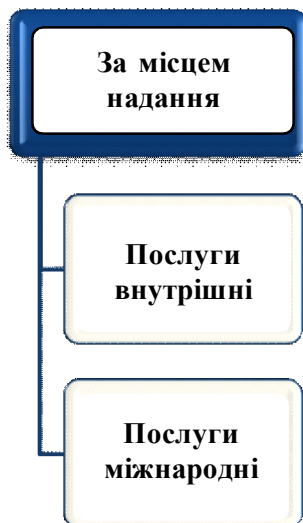 За місцем
надання
Послуги
внутрішні
Послуги
міжнародні